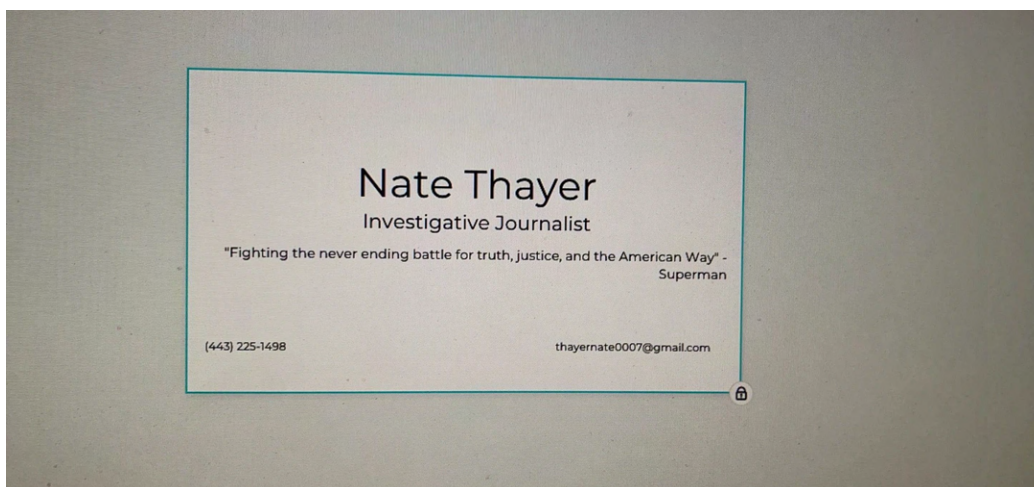 Nate Thayer
Investigative Journalist
"Fighting the never ending battle for truth, justice, and the American Way" -
Superman
(443) 225-1498
thayernate0007@gmail.com